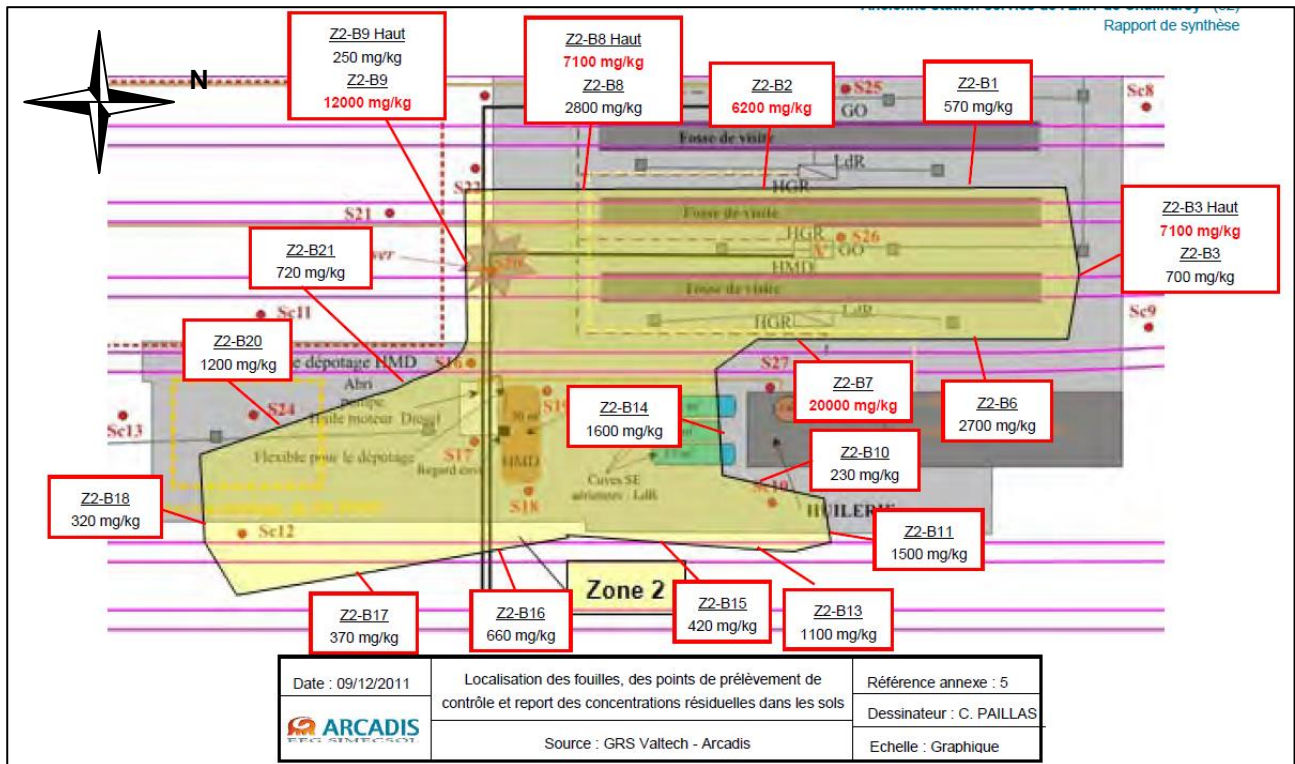 Rapport de synthèse
N
Z2-B9 Haut
250 mg/kg
Z2-B9
12000 mg/kg
Z2-B8 Haut
7100 mg/kg
Z2-B8
2800 mg/kg
Z2-B2
6200 mg/kg
S25
GO
Z2-B1
570 mg/kg
Sc8
Fosse de visite
LdR
HGR
S22
S21
Fosse de visite
Z2-B3 Haut
7100 mg/kg
Z2-B3
700 mg/kg
HGR
S26
GO
HMD
Z2-B21
720 mg/kg
Fosse de visite
Sc11
HGR
LdR
Sc9
Z2-B20
1200 mg/kg
le dépotage HMD
S16
S27
Abri
pompe
Huile moteur Diesel
Z2-B7
20000 mg/kg
Z2-B6
2700 mg/kg
Sc13
S24
Z2-B14
1600 mg/kg
S17
Flexible pour le dépotage
HMD
Z2-B10
230 mg/kg
Cuves SE
aériennes LdR
S18
Z2-B18
320 mg/kg
Sc12
HUILERIE
Z2-B11
1500 mg/kg
Zone 2
Z2-B17
370 mg/kg
Z2-B16
660 mg/kg
Z2-B15
420 mg/kg
Z2-B13
1100 mg/kg
Date : 09/12/2011
Localisation des fouilles, des points de prélèvement de
contrôle et report des concentrations résiduelles dans les sols
Référence annexe : 5
Dessinateur : C. PAILLAS
ARCADIS
EEG SIMECSOL
Source : GRS Valtech - Arcadis
Echelle : Graphique